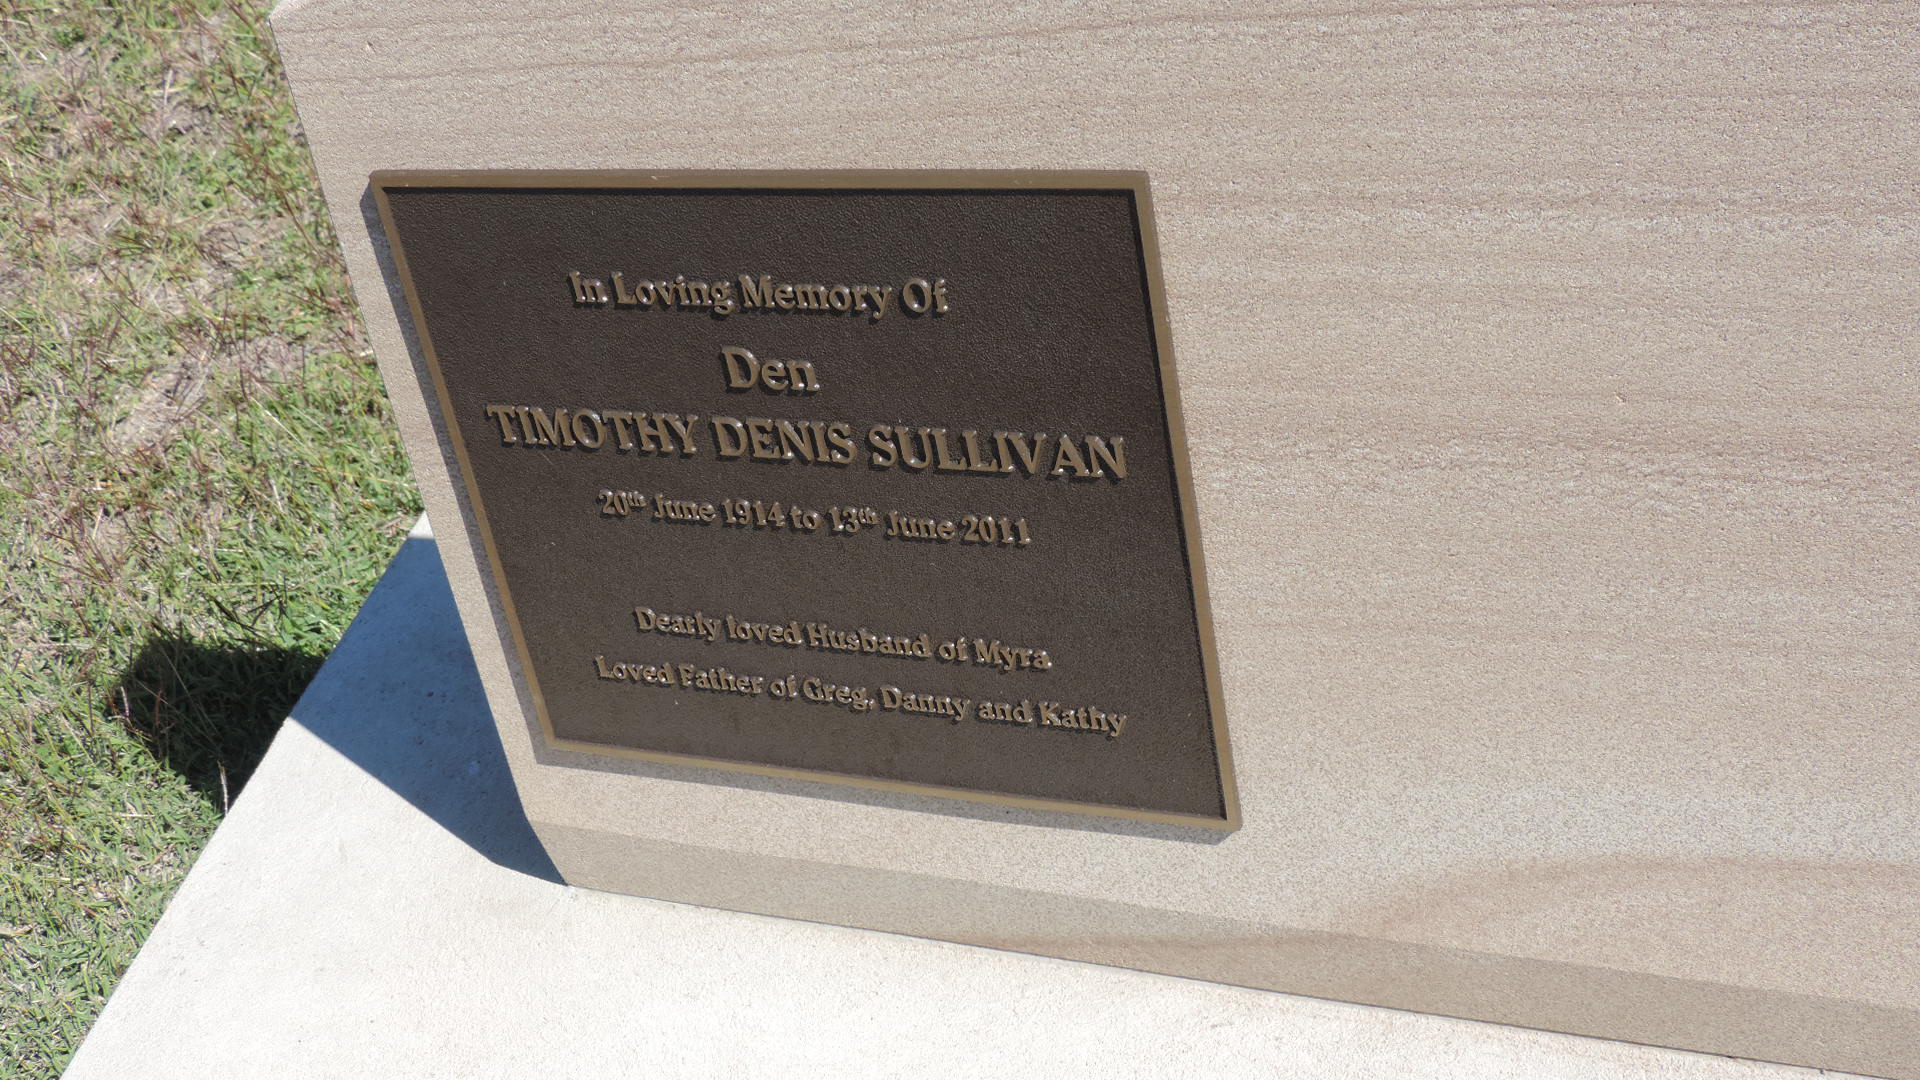 In Loving Memory Of
Den
TIMOTHY DENIS SULLIVAN
20th June 1914 to 13th June 2011
Dearly loved Husband of Myra
Loved Father of Greg, Danny and Kathy